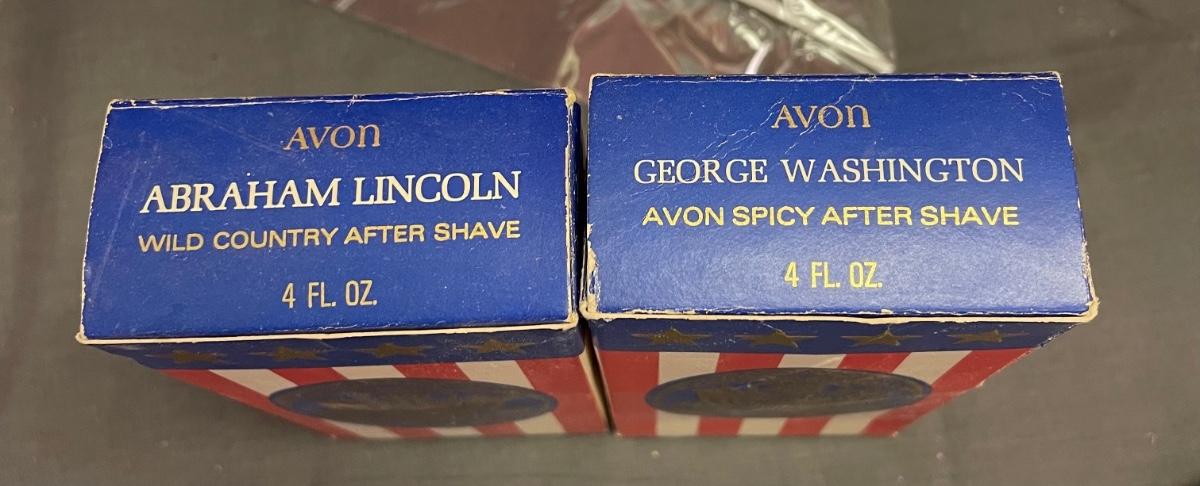 AVON
ABRAHAM LINCOLN
WILD COUNTRY AFTER SHAVE
4 FL. OZ.
AVON
GEORGE WASHINGTON
AVON SPICY AFTER SHAVE
4 FL. OZ.